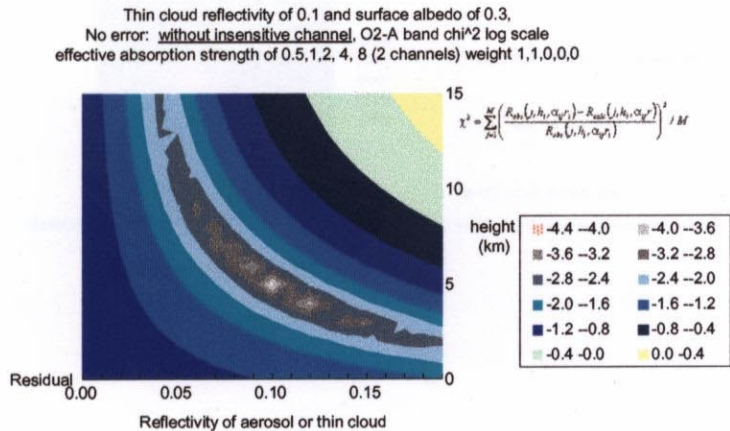 Thin cloud reflectivity of 0.1 and surface albedo of 0.3,
No error: without insensitive channel, O2-A band chi^2 log scale
effective absorption strength of 0.5,1,2, 4, 8 (2 channels) weight 1,1,0,0,0
15
10
5
0
height
(km)
-4.4 --4.0
-4.0 --3.6
-3.6 --3.2
-3.2 --2.8
-2.8 --2.4
-2.4 --2.0
-2.0 --1.6
-1.6 --1.2
-1.2 --0.8
-0.8 --0.4
-0.4 -0.0
0.0 -0.4
Residual
0.00
0.05
0.10
0.15
Reflectivity of aerosol or thin cloud